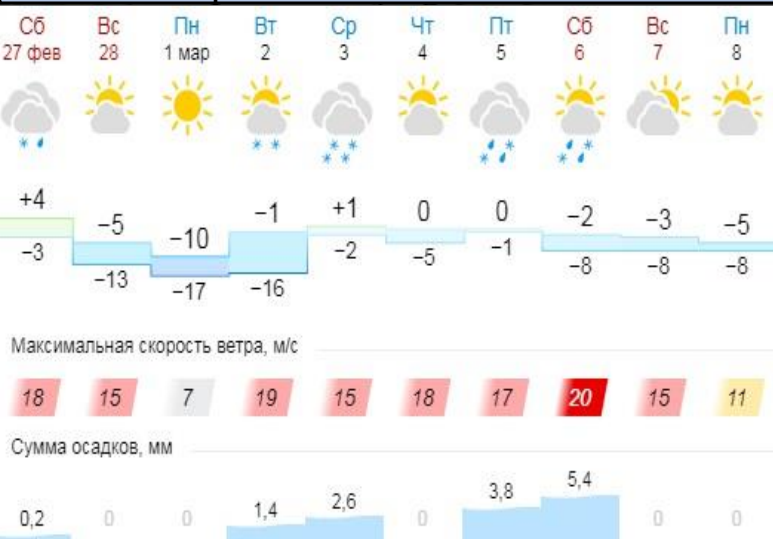 Сб Вс Пн Вт Ср Чт Пт Сб Вс Пн
27 фев 28 1 мар 2 3 4 5 6 7 8
+4 −5 −10 −1 +1 0 0 −2 −3 −5
−3 −13 −17 −16 −2 −5 −1 −8 −8 −8
Максимальная скорость ветра, м/с
18 15 7 19 15 18 17 20 15 11
Сумма осадков, мм
0,2 0 0 1,4 2,6 0 3,8 5,4 0 0